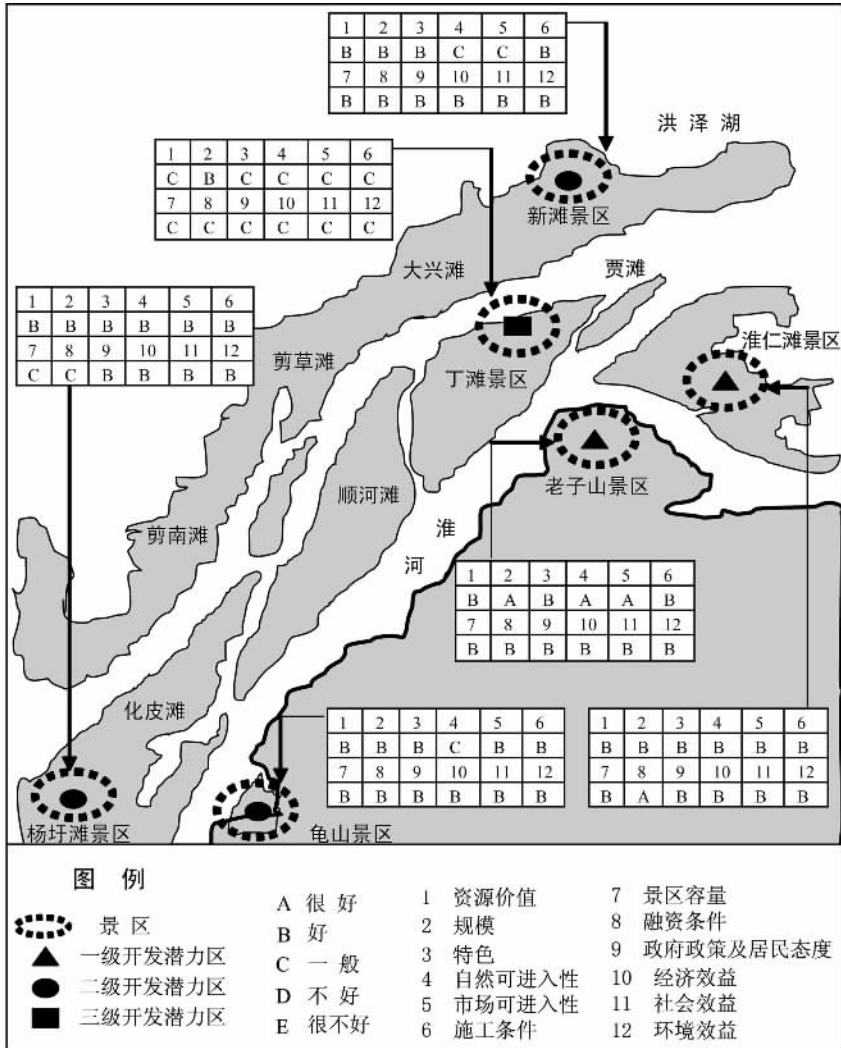 1 2 3 4 5 6
B B B C C B
7 8 9 10 11 12
B B B B B B
洪泽湖
1 2 3 4 5 6
C B C C C C
7 8 9 10 11 12
C C C C C C
新滩景区
大兴滩
贾滩
1 2 3 4 5 6
B B B B B B
7 8 9 10 11 12
C C B B B B
淮仁滩景区
剪草滩
丁滩景区
老子山景区
顺河滩
剪南滩
淮
河
1 2 3 4 5 6
B A B A A B
7 8 9 10 11 12
B B B B B B
化皮滩
1 2 3 4 5 6
B B B C B B
7 8 9 10 11 12
B B B B B B
1 2 3 4 5 6
B B B B B B
7 8 9 10 11 12
B A B B B B
杨圩滩景区
龟山景区
图 例
景区
一级开发潜力区
二级开发潜力区
三级开发潜力区
A 很好
B 好
C 一般
D 不好
E 很不好
1 资源价值
2 规模
3 特色
4 自然可进入性
5 市场可进入性
6 施工条件
7 景区容量
8 融资条件
9 政府政策及居民态度
10 经济效益
11 社会效益
12 环境效益